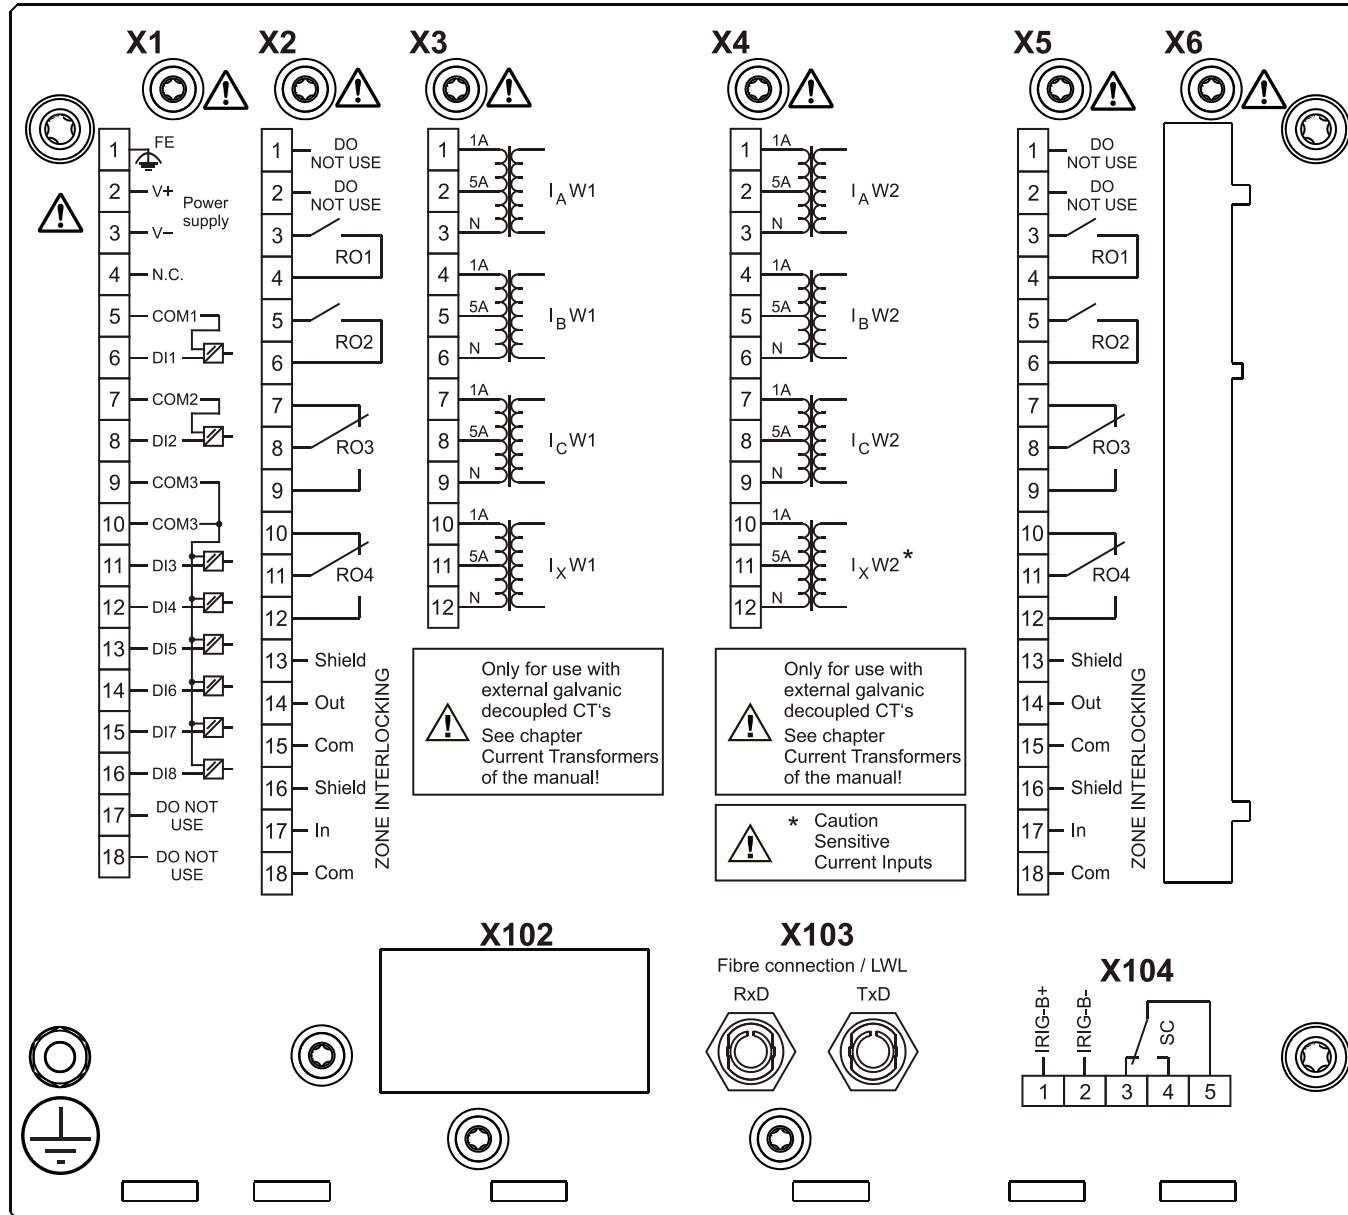 X1
1 FE
2 V+
Power
supply
3 V–
4 N.C.
5 COM1
6 DI1
7 COM2
8 DI2
9 COM3
10 COM3
11 DI3
12 DI4
13 DI5
14 DI6
15 DI7
16 DI8
17 DO NOT
USE
18 DO NOT
USE
X2
1 DO
NOT USE
2 DO
NOT USE
3
RO1
4
5
RO2
6
7
8 RO3
9
10
11 RO4
12
13 Shield
14 Out
15 Com
16 Shield
17 In
18 Com
ZONE INTERLOCKING
X3
1 1A
2 5A IA W1
3 N
4 1A
5 5A IB W1
6 N
7 1A
8 5A IC W1
9 N
10 1A
11 5A IX W1
12 N
Only for use with
external galvanic
decoupled CT‘s
See chapter
Current Transformers
of the manual!
X4
1 1A
2 5A IA W2
3 N
4 1A
5 5A IB W2
6 N
7 1A
8 5A IC W2
9 N
10 1A
11 5A IX W2 *
12 N
Only for use with
external galvanic
decoupled CT‘s
See chapter
Current Transformers
of the manual!
* Caution
Sensitive
Current Inputs
X5
1 DO
NOT USE
2 DO
NOT USE
3
RO1
4
5
RO2
6
7
8 RO3
9
10
11 RO4
12
13 Shield
14 Out
15 Com
16 Shield
17 In
18 Com
ZONE INTERLOCKING
X6
X102
X103
Fibre connection / LWL
RxD TxD
X104
IRIG-B+
IRIG-B-
SC
1 2 3 4 5